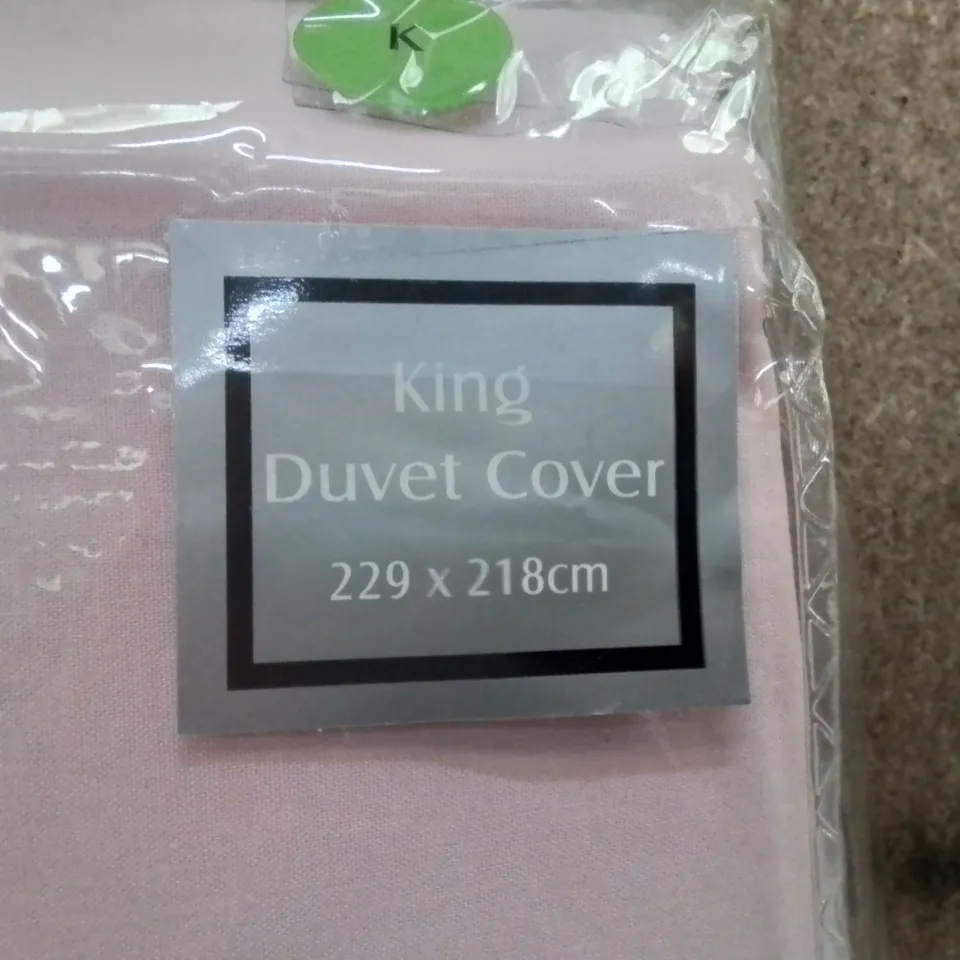 K
King
Duvet Cover
229 x 218cm